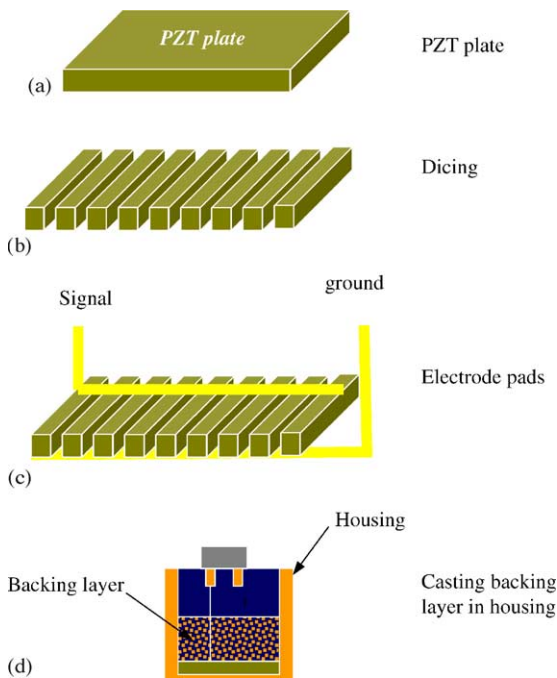 PZT plate
PZT plate
(a)
Dicing
(b)
Signal
ground
Electrode pads
(c)
Housing
Backing layer
Casting backing
layer in housing
(d)